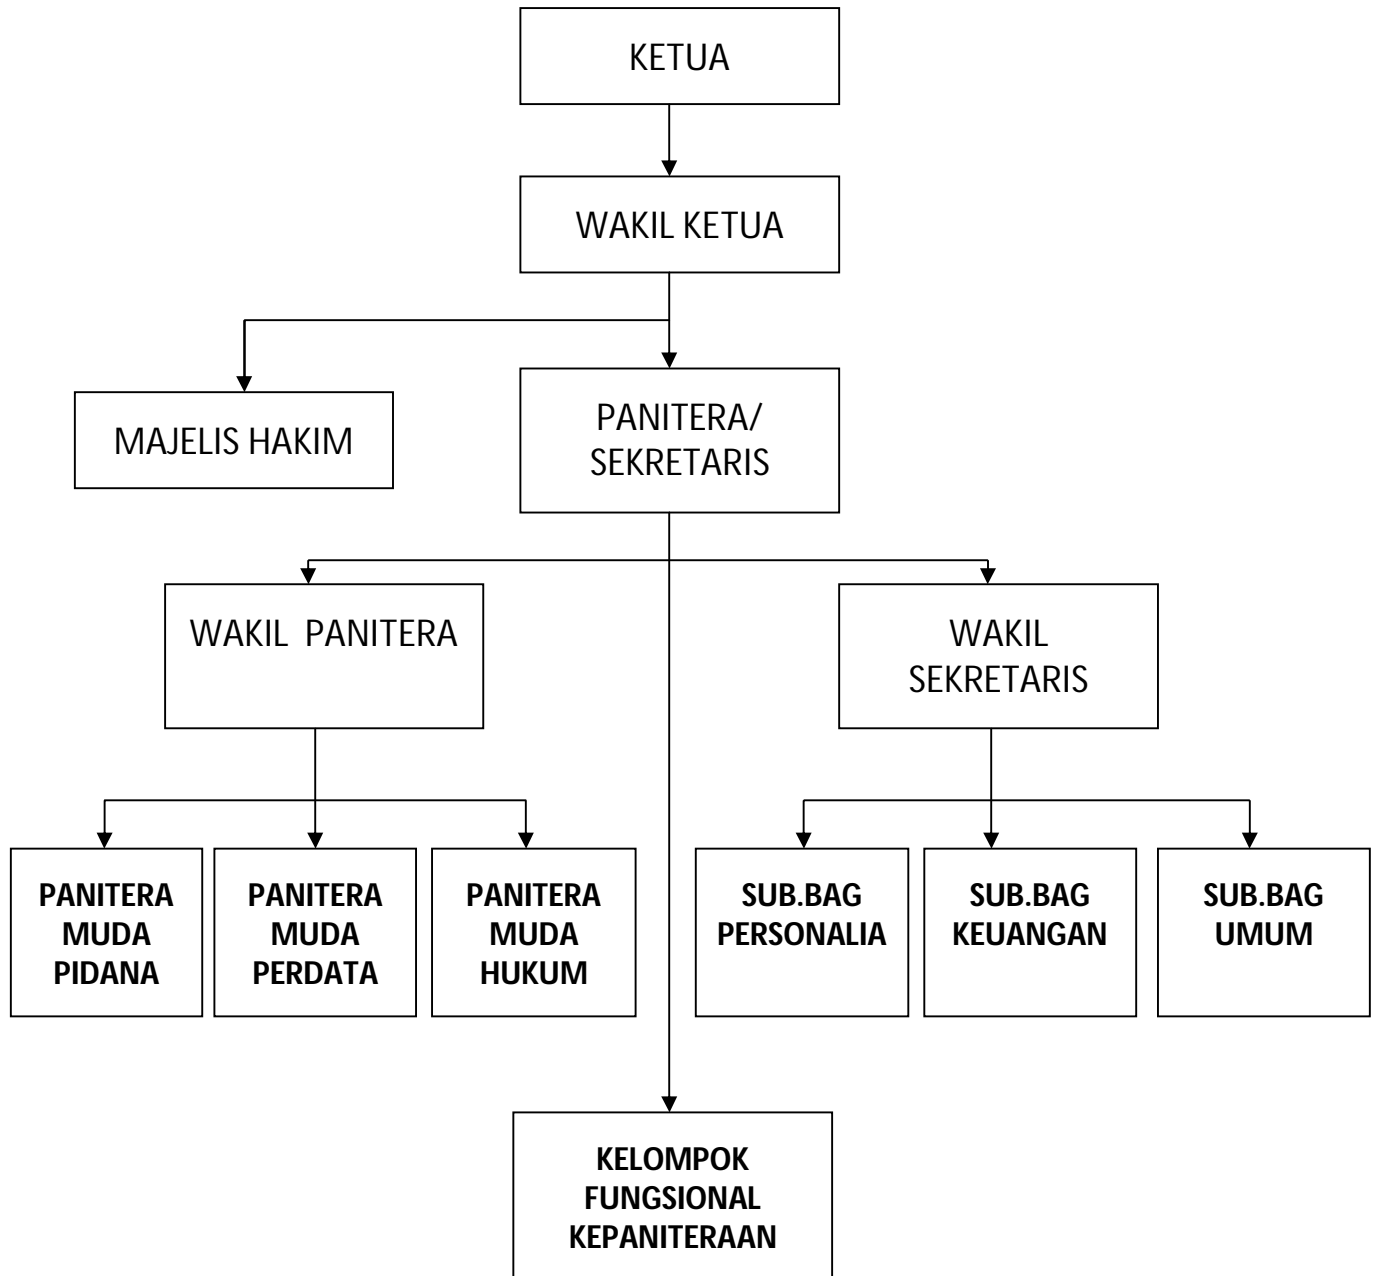 KETUA
WAKIL KETUA
MAJELIS HAKIM
PANITERA/
SEKRETARIS
WAKIL PANITERA
WAKIL
SEKRETARIS
PANITERA
MUDA
PIDANA
PANITERA
MUDA
PERDATA
PANITERA
MUDA
HUKUM
SUB.BAG
PERSONALIA
SUB.BAG
KEUANGAN
SUB.BAG
UMUM
KELOMPOK
FUNGSIONAL
KEPANITERAAN